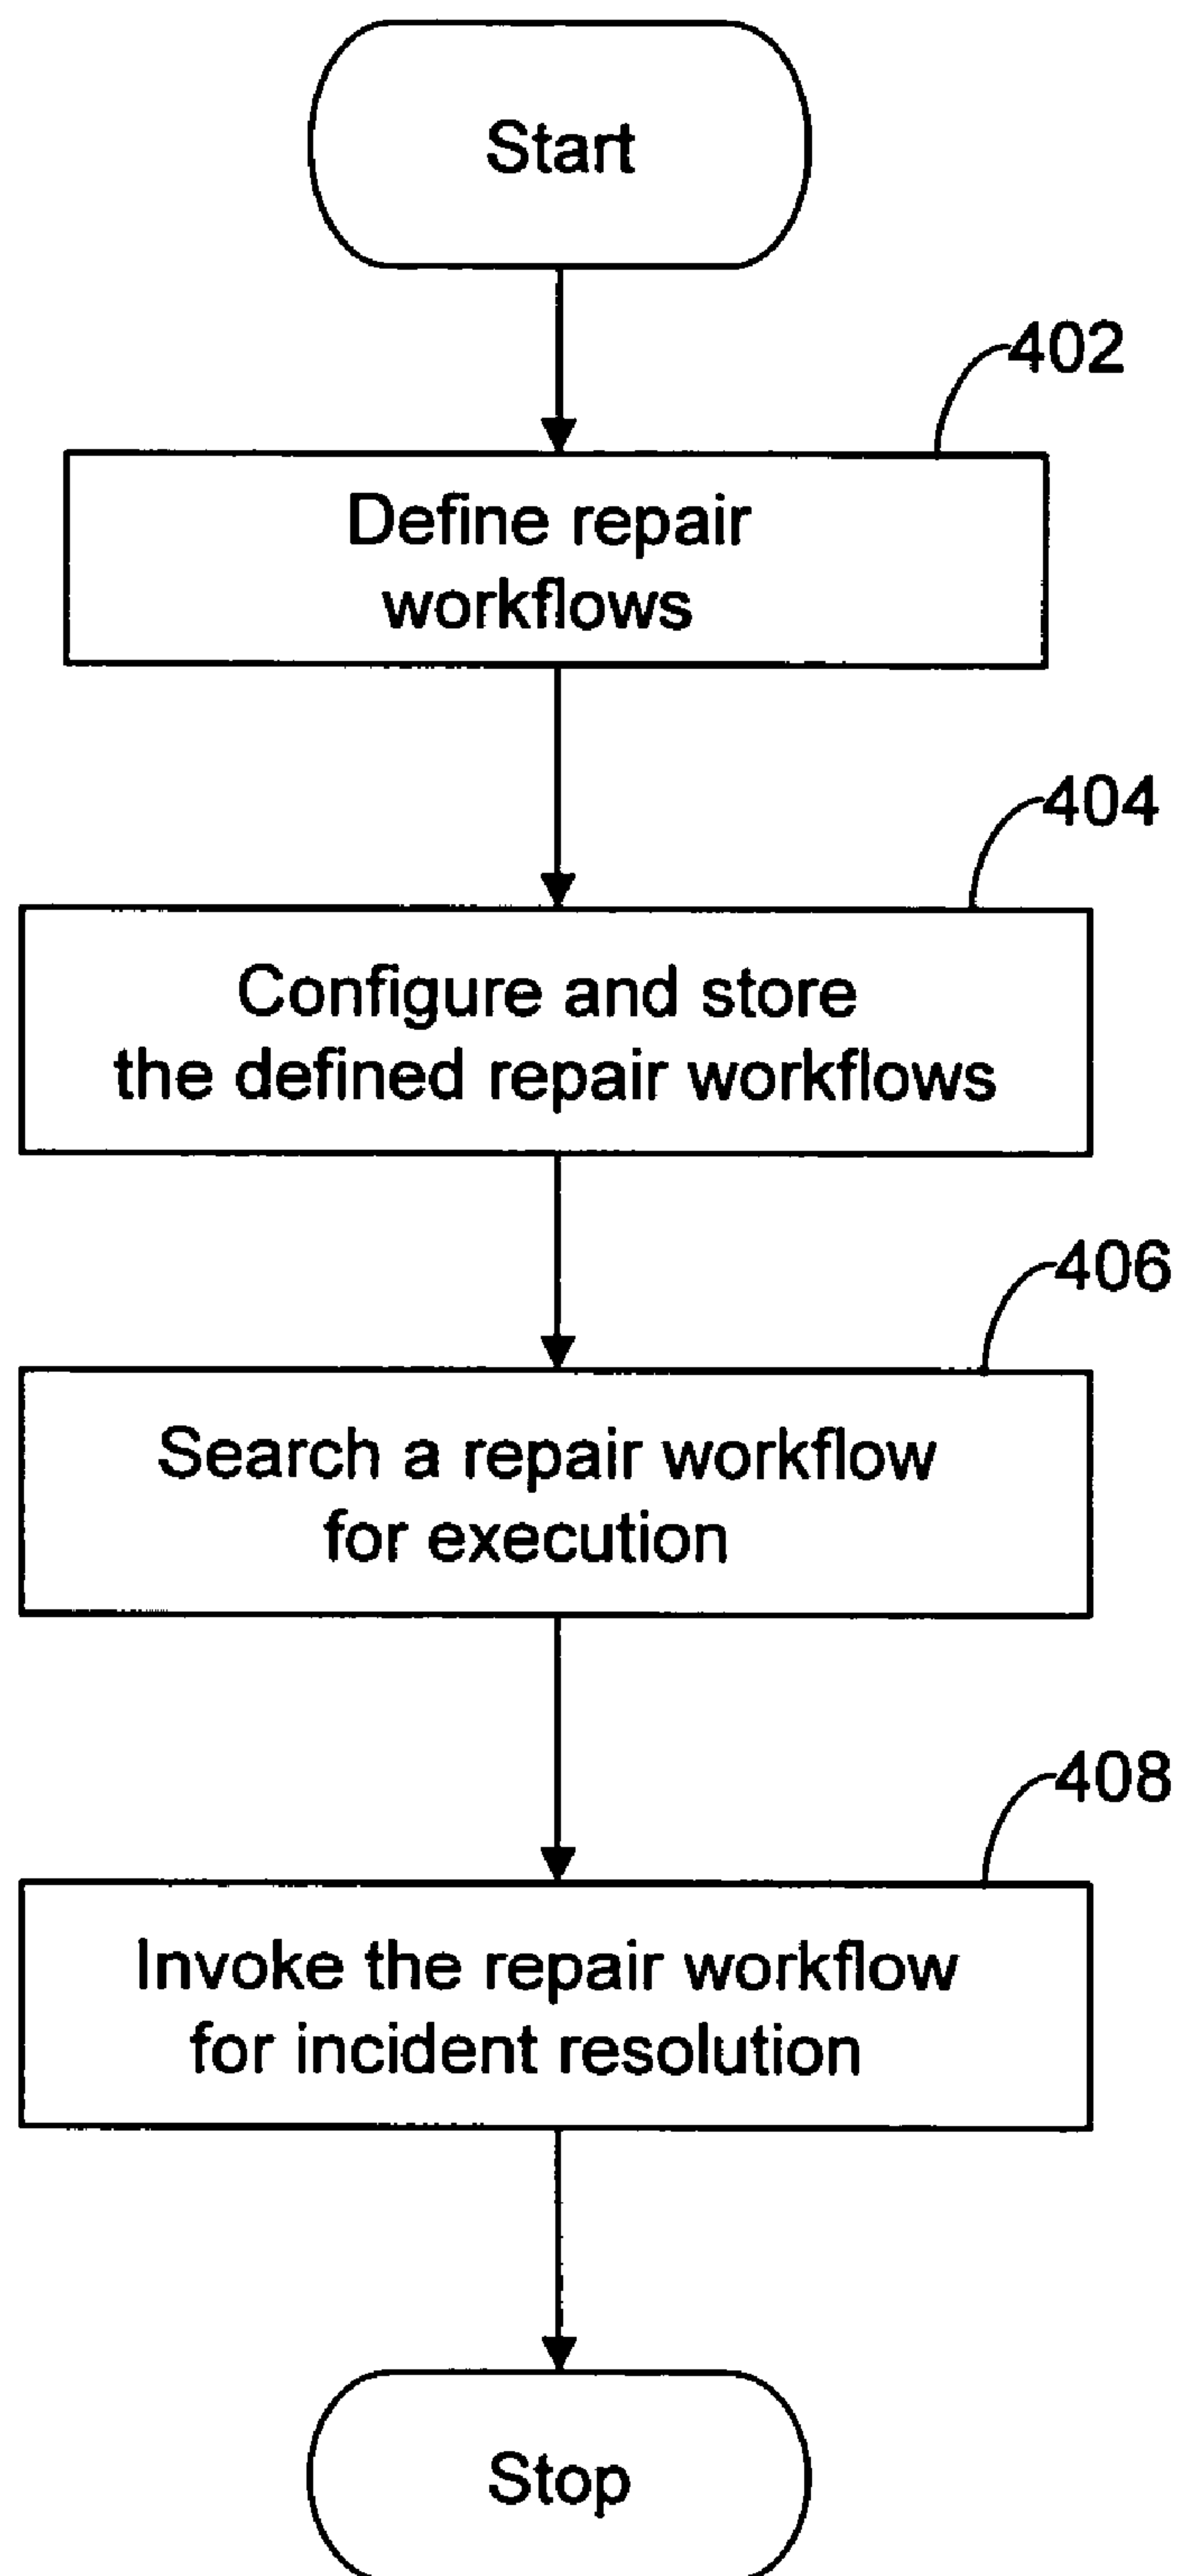 Start
402
Define repair
workflows
404
Configure and store
the defined repair workflows
406
Search a repair workflow
for execution
408
Invoke the repair workflow
for incident resolution
Stop